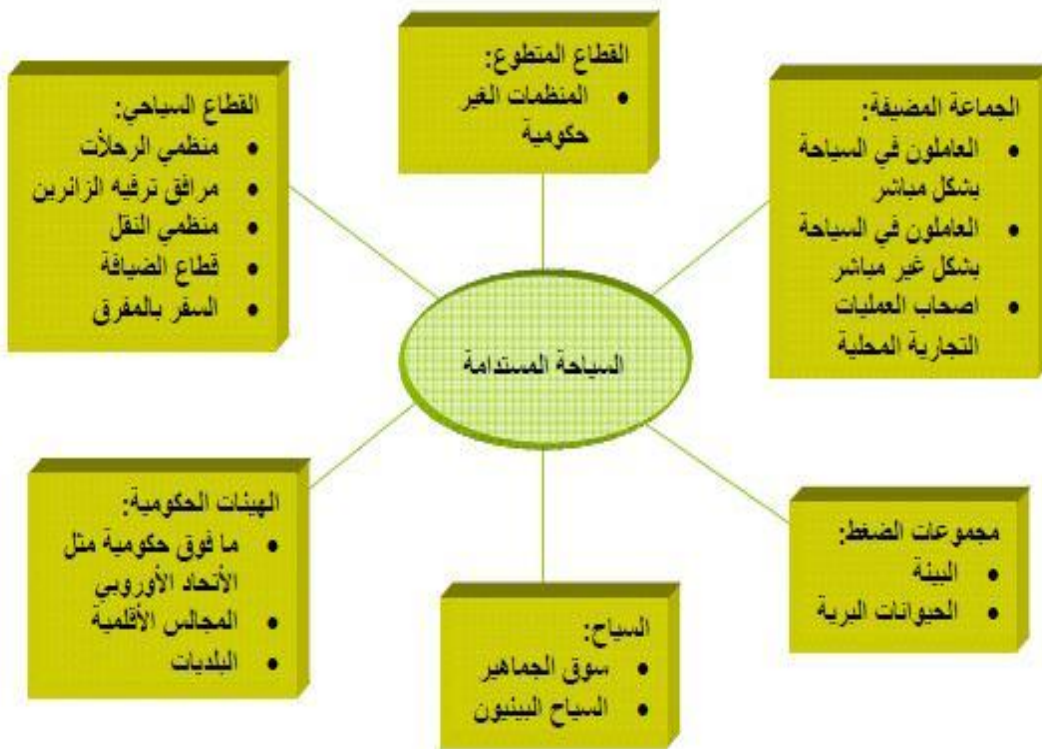 القطاع المتطوع:
• المنظمات الغير
حكومية
الجماعة المضيفة:
• العاملون في السياحة
بشكل مباشر
• العاملون في السياحة
بشكل غير مباشر
• اصحاب العمليات
التجارية المحلية
القطاع السياحي:
• منظمي الرحلات
• مرافق ترفيه الزائرين
• منظمي النقل
• قطاع الضيافة
• السفر بالمفرق
السياحة المستدامة
مجموعات الضغط:
• البيئة
• الحيوانات البرية
السياح:
• سوق الجماهير
• السياح البيئيون
الهيئات الحكومية:
• ما فوق حكومية مثل
الأتحاد الأوروبي
• المجالس الأقلمية
• البلديات